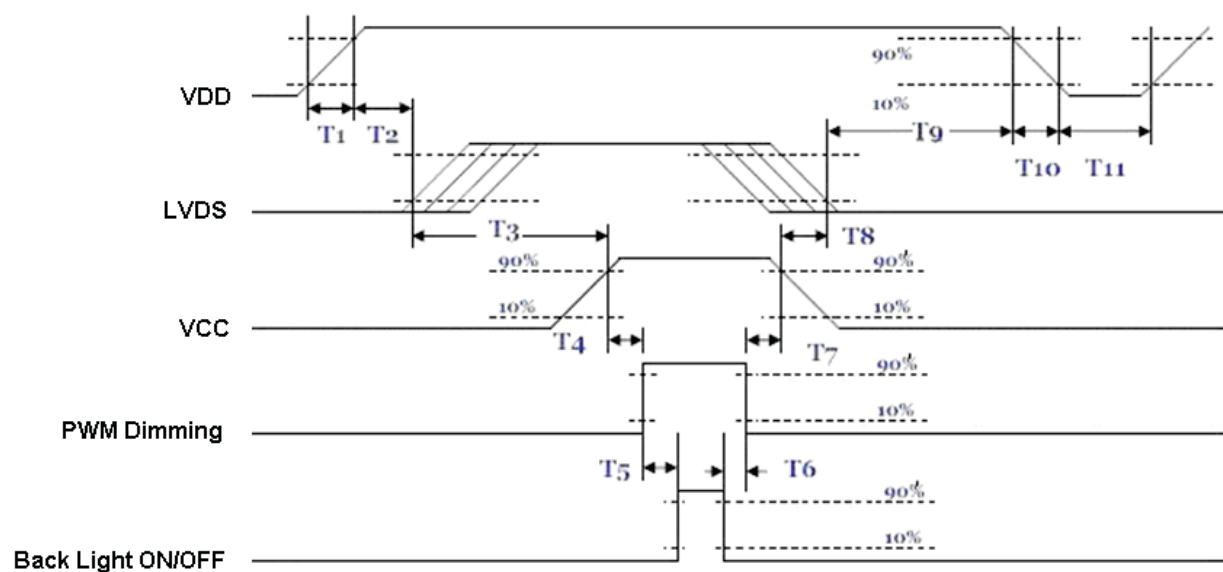 90%
VDD
10%
T1 T2
T9
T10 T11
LVDS
T3
T8
90%
90%
10%
10%
VCC
T4
T7
90%
10%
PWM Dimming
T5
T6
90%
10%
Back Light ON/OFF